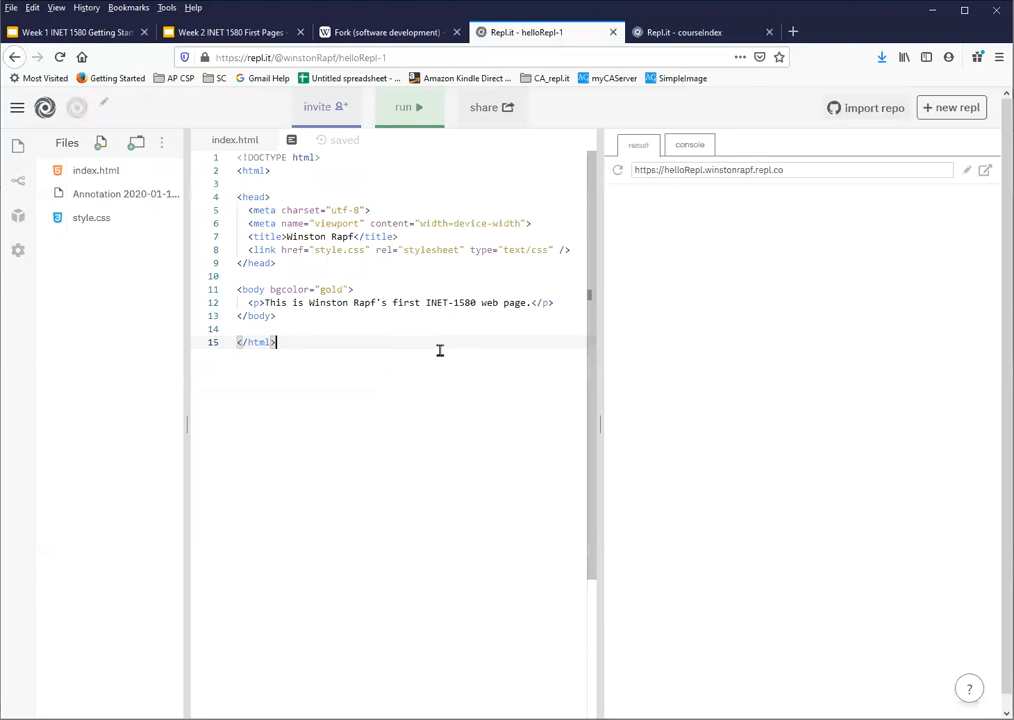 File Edit View History Bookmarks Tools Help
Week 1 INET 1580 Getting Star
Week 2 INET 1580 First Pages -
Fork (software development) -
Repl.it - helloRepl-1
Repl.it - courseIndex
https://repl.it/@winstonRapf/helloRepl-1
Most Visited Getting Started AP CSP SC Gmail Help Untitled spreadsheet - ... Amazon Kindle Direct ... CA_repl.it myCAServer SimpleImage
invite run share import repo + new repl
Files
index.html
Annotation 2020-01-1...
style.css
index.html saved
1 <!DOCTYPE html>
2 <html>
3
4 <head>
5 <meta charset="utf-8">
6 <meta name="viewport" content="width=device-width">
7 <title>Winston Rapf</title>
8 <link href="style.css" rel="stylesheet" type="text/css" />
9 </head>
10
11 <body bgcolor="gold">
12 <p>This is Winston Rapf's first INET-1580 web page.</p>
13 </body>
14
15 </html>
result console
https://helloRepl.winstonrapf.repl.co
?